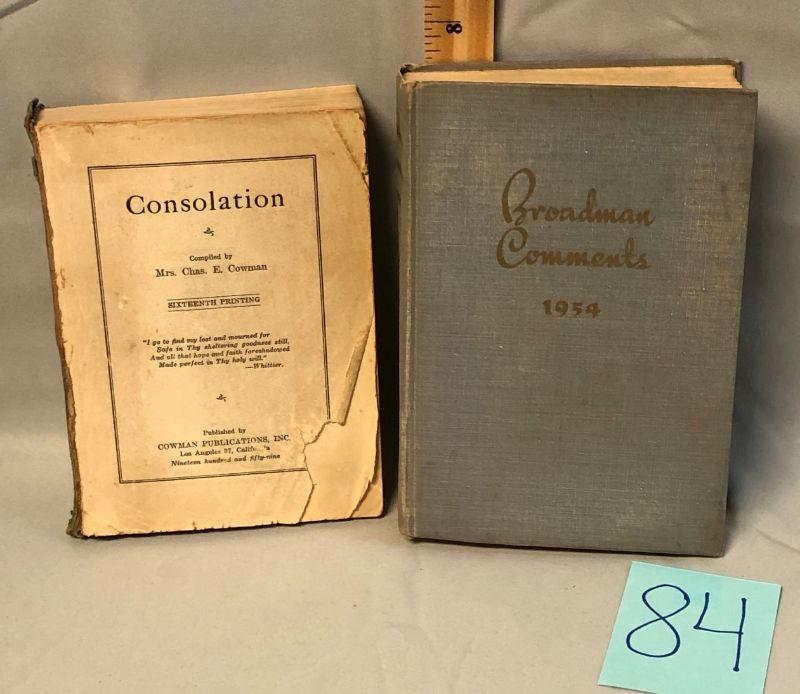 8
Consolation
Compiled by
Mrs. Chas. E. Cowman
SIXTEENTH PRINTING
"I go to find my lost and mourned for
Safe in Thy sheltering goodness still,
And all that hope and faith foreshadowed
Made perfect in Thy holy will."
—Whittier.
Published by
COWMAN PUBLICATIONS, INC.
Los Angeles 37,
Nineteen hundred and fifty-nine
Broadman
Comments
1954
84